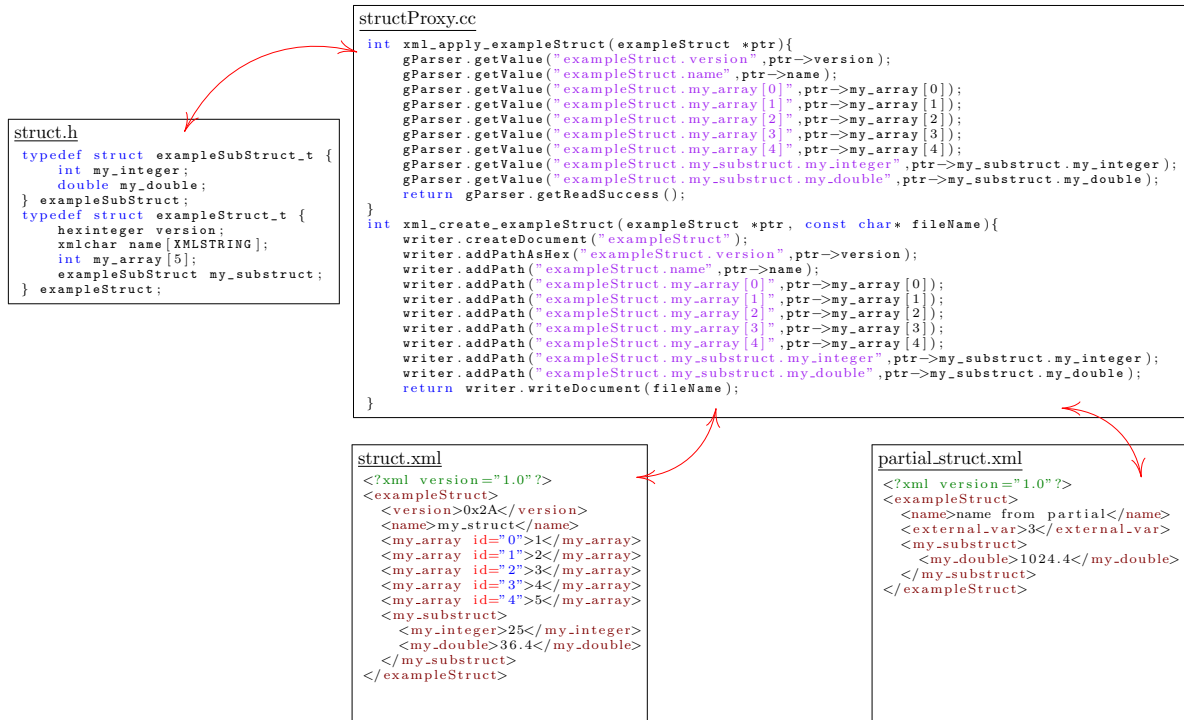 structProxy.cc
int xml_apply_exampleStruct(exampleStruct *ptr){
gParser.getValue("exampleStruct.version",ptr->version);
gParser.getValue("exampleStruct.name",ptr->name);
gParser.getValue("exampleStruct.my_array[0]",ptr->my_array[0]);
gParser.getValue("exampleStruct.my_array[1]",ptr->my_array[1]);
gParser.getValue("exampleStruct.my_array[2]",ptr->my_array[2]);
gParser.getValue("exampleStruct.my_array[3]",ptr->my_array[3]);
gParser.getValue("exampleStruct.my_array[4]",ptr->my_array[4]);
gParser.getValue("exampleStruct.my_substruct.my_integer",ptr->my_substruct.my_integer);
gParser.getValue("exampleStruct.my_substruct.my_double",ptr->my_substruct.my_double);
return gParser.getReadSuccess();
}
int xml_create_exampleStruct(exampleStruct *ptr, const char* fileName){
writer.createDocument("exampleStruct");
writer.addPathAsHex("exampleStruct.version",ptr->version);
writer.addPath("exampleStruct.name",ptr->name);
writer.addPath("exampleStruct.my_array[0]",ptr->my_array[0]);
writer.addPath("exampleStruct.my_array[1]",ptr->my_array[1]);
writer.addPath("exampleStruct.my_array[2]",ptr->my_array[2]);
writer.addPath("exampleStruct.my_array[3]",ptr->my_array[3]);
writer.addPath("exampleStruct.my_array[4]",ptr->my_array[4]);
writer.addPath("exampleStruct.my_substruct.my_integer",ptr->my_substruct.my_integer);
writer.addPath("exampleStruct.my_substruct.my_double",ptr->my_substruct.my_double);
return writer.writeDocument(fileName);
}
struct.h
typedef struct exampleSubStruct_t {
int my_integer;
double my_double;
} exampleSubStruct;
typedef struct exampleStruct_t {
hexinteger version;
xmlchar name[XMLSTRING];
int my_array[5];
exampleSubStruct my_substruct;
} exampleStruct;
struct.xml
<?xml version="1.0"?>
<exampleStruct>
<version>0x2A</version>
<name>my_struct</name>
<my_array id="0">1</my_array>
<my_array id="1">2</my_array>
<my_array id="2">3</my_array>
<my_array id="3">4</my_array>
<my_array id="4">5</my_array>
<my_substruct>
<my_integer>25</my_integer>
<my_double>36.4</my_double>
</my_substruct>
</exampleStruct>
partial_struct.xml
<?xml version="1.0"?>
<exampleStruct>
<name>name from partial</name>
<external_var>3</external_var>
<my_substruct>
<my_double>1024.4</my_double>
</my_substruct>
</exampleStruct>